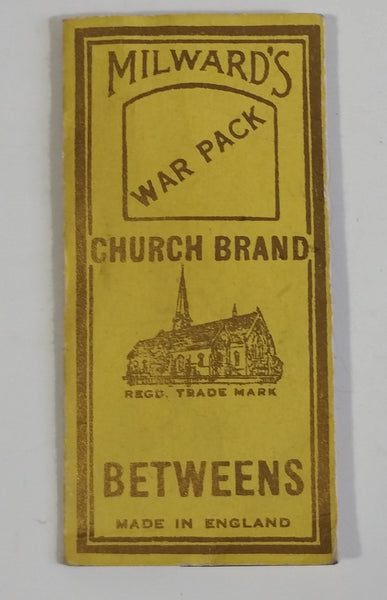 MILWARD'S
WAR PACK
CHURCH BRAND
REGD. TRADE MARK
BETWEENS
MADE IN ENGLAND